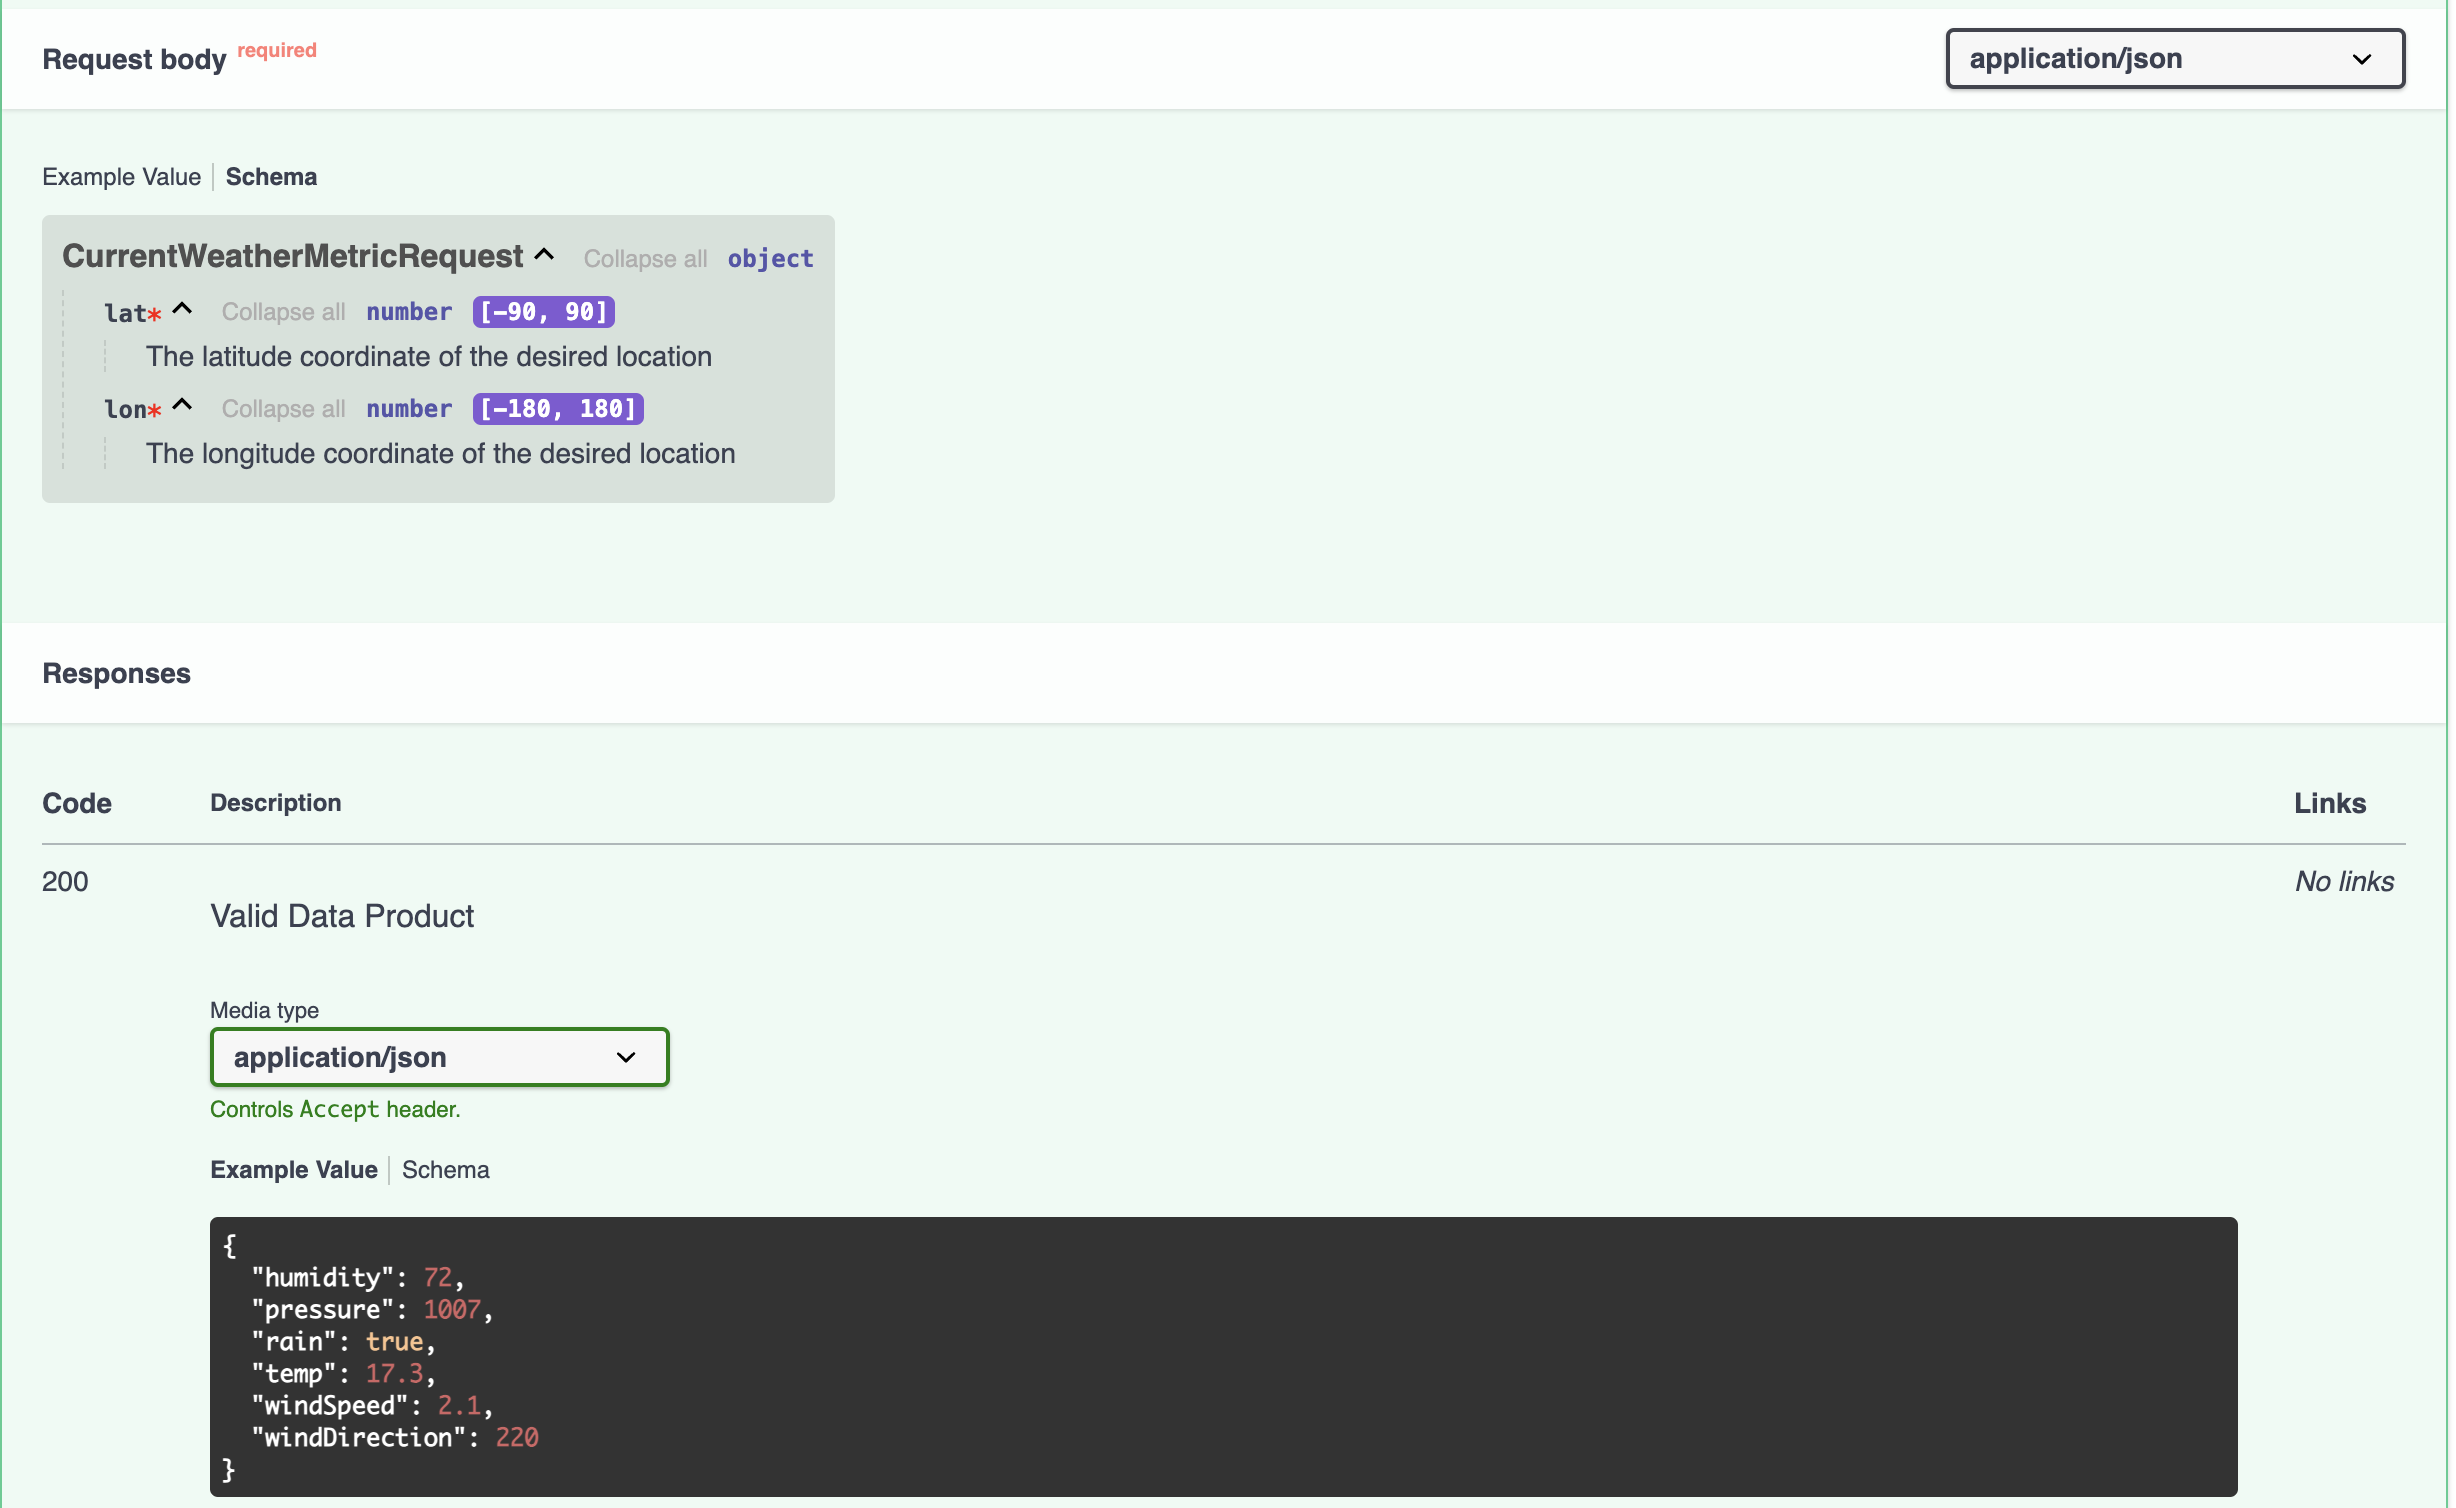 Request body required
application/json
Example Value Schema
CurrentWeatherMetricRequest Collapse all object
lat* Collapse all number [-90, 90]
The latitude coordinate of the desired location
lon* Collapse all number [-180, 180]
The longitude coordinate of the desired location
Responses
Code Description Links
200 No links
Valid Data Product
Media type
application/json
Controls Accept header.
Example Value Schema
{
  "humidity": 72,
  "pressure": 1007,
  "rain": true,
  "temp": 17.3,
  "windSpeed": 2.1,
  "windDirection": 220
}